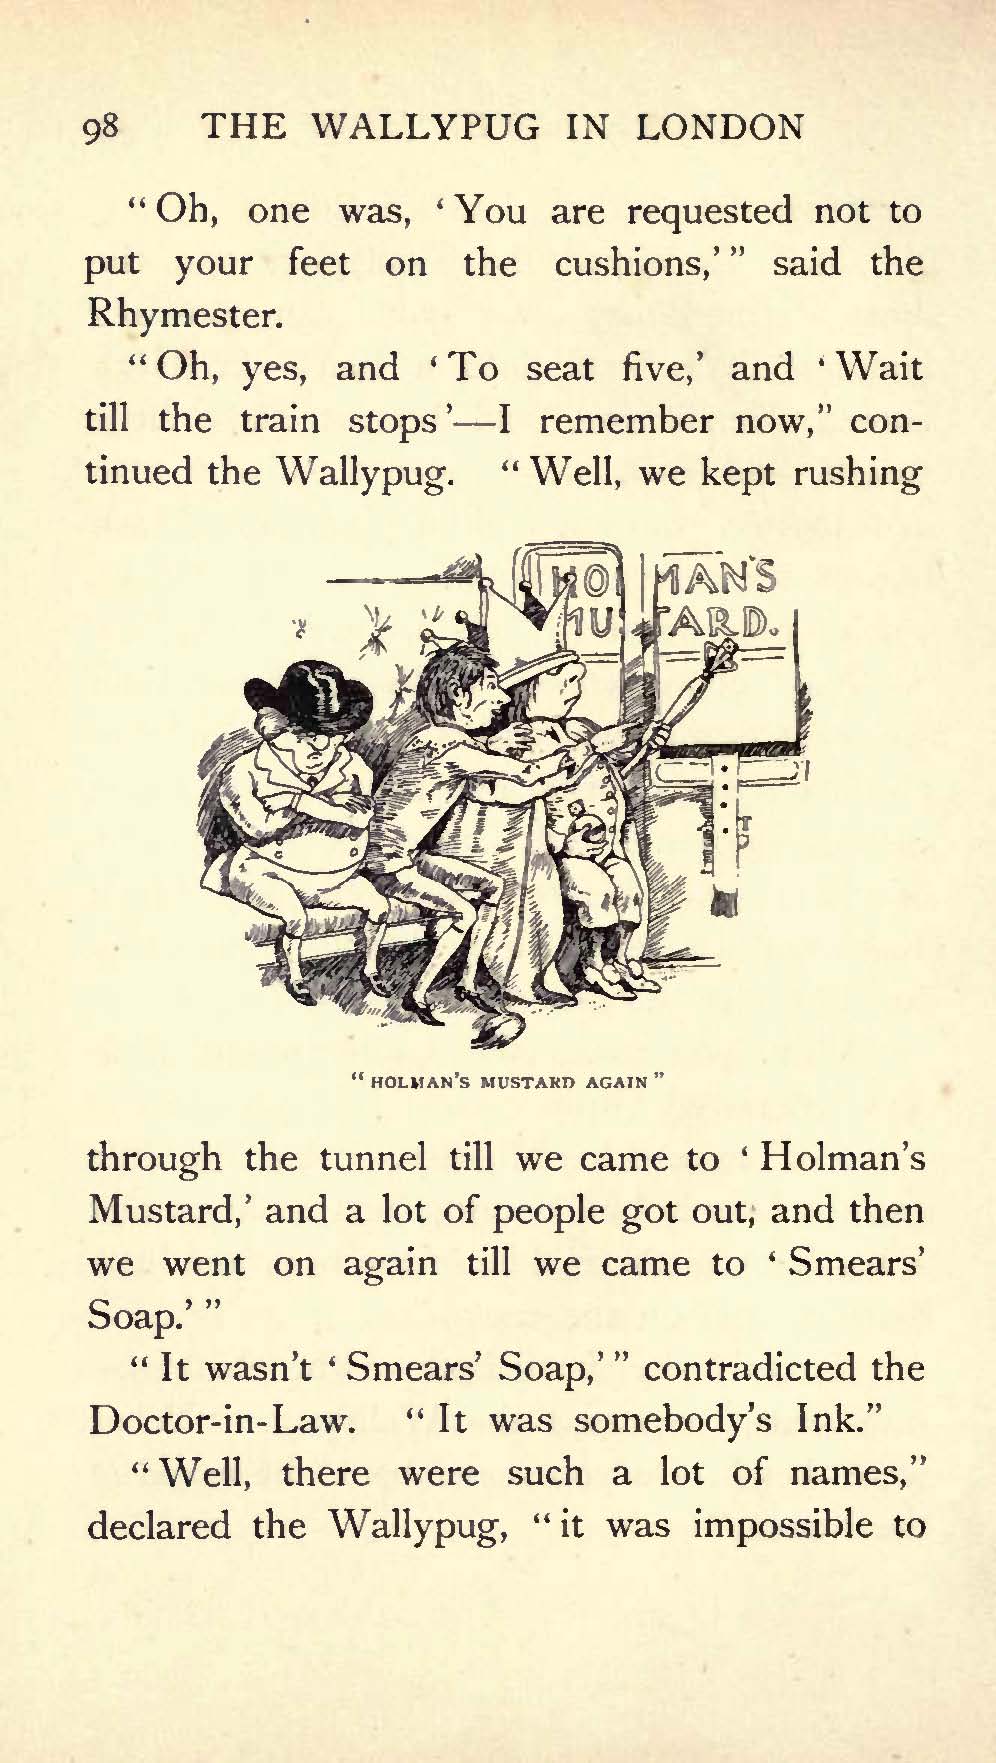 98 THE WALLYPUG IN LONDON
“Oh, one was, ‘You are requested not to
put your feet on the cushions,’” said the
Rhymester.
“Oh, yes, and ‘To seat five,’ and ‘Wait
till the train stops’—I remember now,” con-
tinued the Wallypug. “Well, we kept rushing
HO MAN'S
MU TARD.
“HOLMAN'S MUSTARD AGAIN”
through the tunnel till we came to ‘Holman's
Mustard,’ and a lot of people got out, and then
we went on again till we came to ‘Smears’
Soap.’”
“It wasn't ‘Smears’ Soap,’” contradicted the
Doctor-in-Law. “It was somebody's Ink.”
“Well, there were such a lot of names,”
declared the Wallypug, “it was impossible to